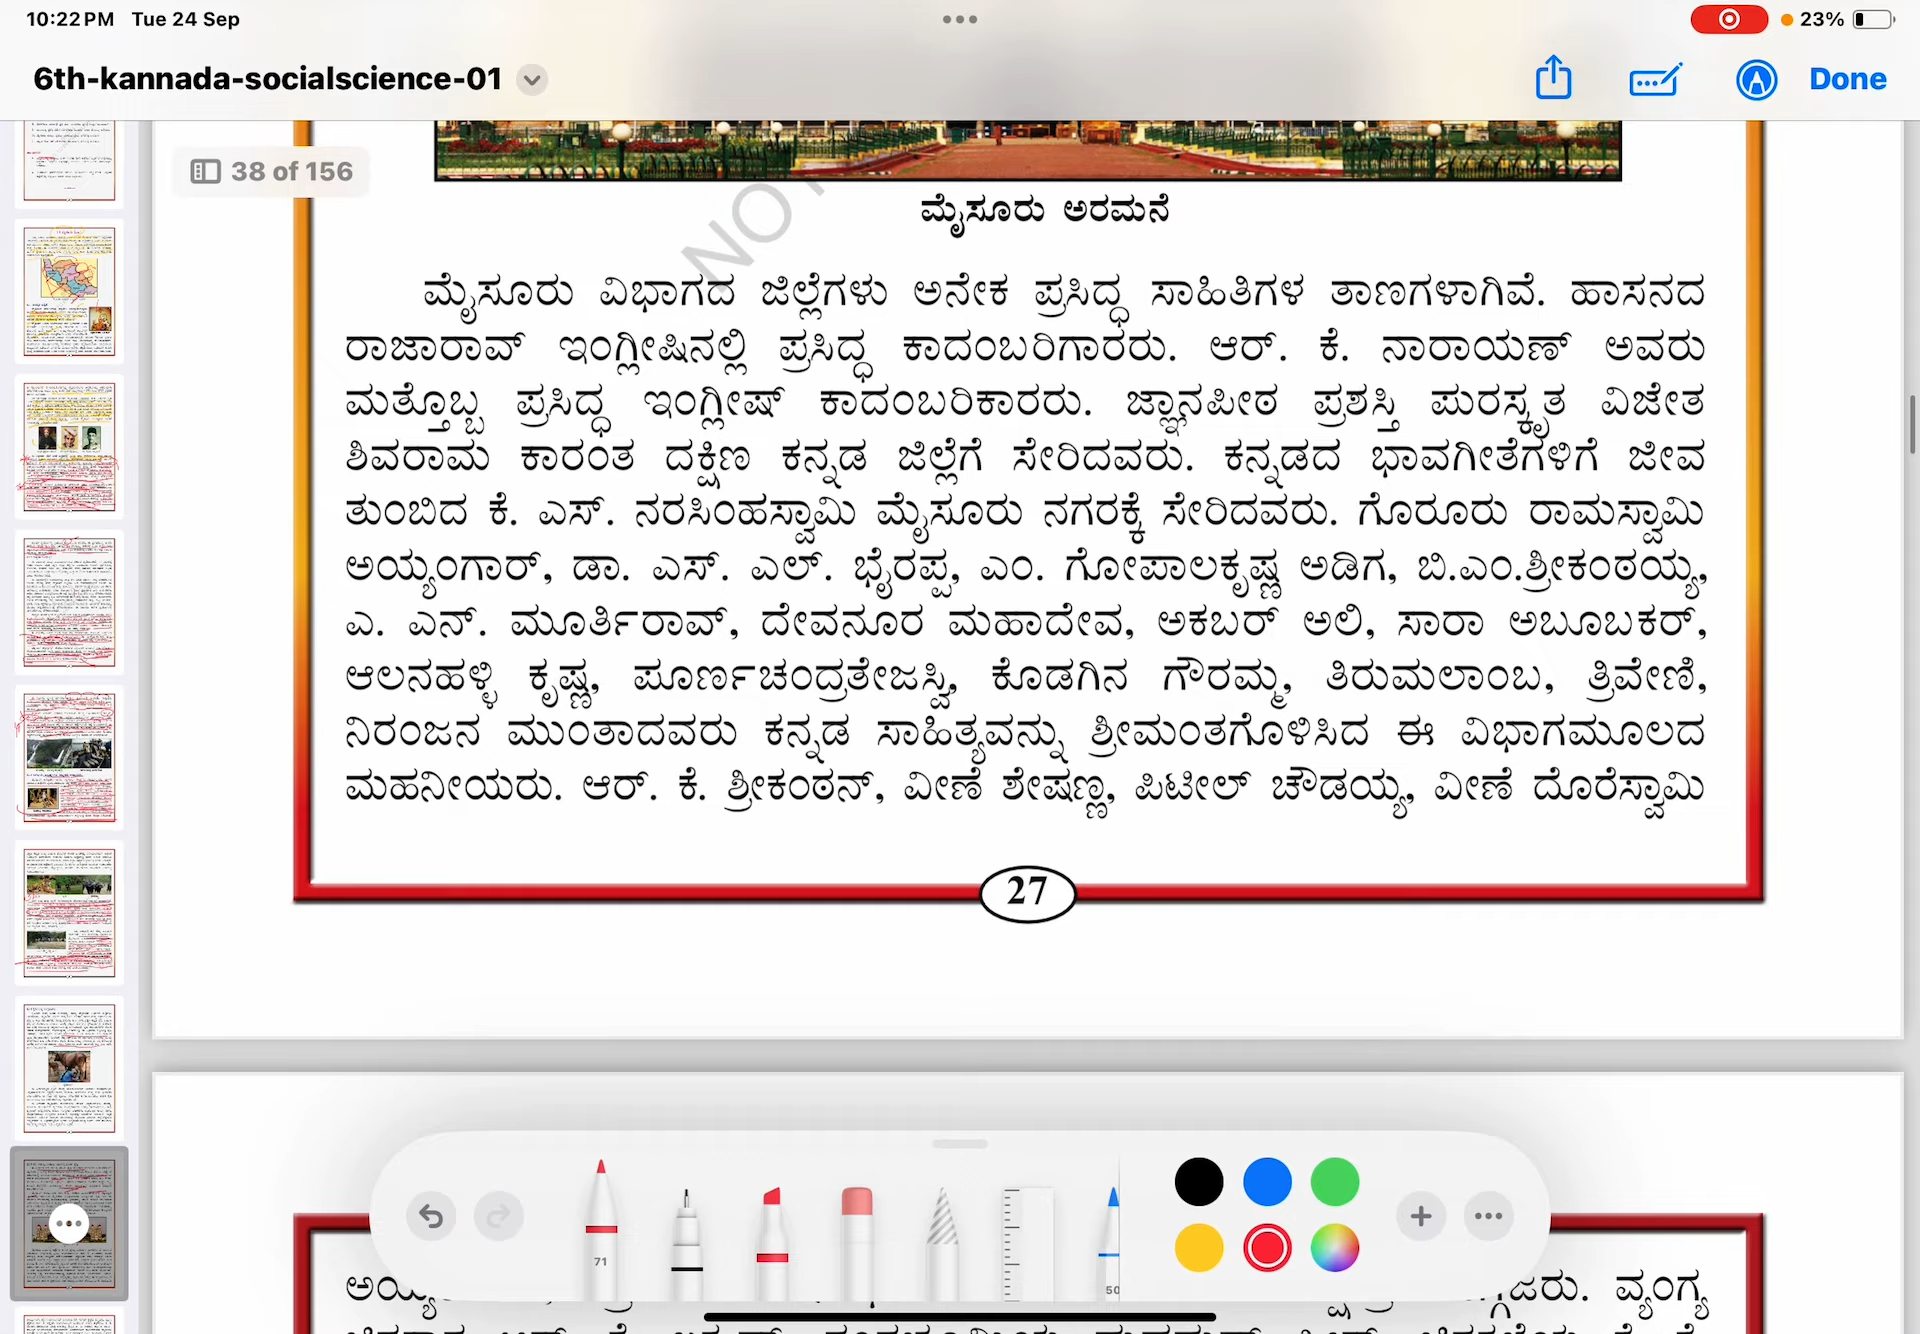 10:22 PM Tue 24 Sep
23%
6th-kannada-socialscience-01
Done
38 of 156
ಮೈಸೂರು ಅರಮನೆ
ಮೈಸೂರು ವಿಭಾಗದ ಜಿಲ್ಲೆಗಳು ಅನೇಕ ಪ್ರಸಿದ್ಧ ಸಾಹಿತಿಗಳ ತಾಣಗಳಾಗಿವೆ. ಹಾಸನದ
ರಾಜಾರಾವ್ ಇಂಗ್ಲೀಷಿನಲ್ಲಿ ಪ್ರಸಿದ್ಧ ಕಾದಂಬರಿಗಾರರು. ಆರ್. ಕೆ. ನಾರಾಯಣ್ ಅವರು
ಮತ್ತೊಬ್ಬ ಪ್ರಸಿದ್ಧ ಇಂಗ್ಲೀಷ್ ಕಾದಂಬರಿಕಾರರು. ಜ್ಞಾನಪೀಠ ಪ್ರಶಸ್ತಿ ಪುರಸ್ಕೃತ ವಿಜೇತ
ಶಿವರಾಮ ಕಾರಂತ ದಕ್ಷಿಣ ಕನ್ನಡ ಜಿಲ್ಲೆಗೆ ಸೇರಿದವರು. ಕನ್ನಡದ ಭಾವಗೀತೆಗಳಿಗೆ ಜೀವ
ತುಂಬಿದ ಕೆ. ಎಸ್. ನರಸಿಂಹಸ್ವಾಮಿ ಮೈಸೂರು ನಗರಕ್ಕೆ ಸೇರಿದವರು. ಗೊರೂರು ರಾಮಸ್ವಾಮಿ
ಅಯ್ಯಂಗಾರ್, ಡಾ. ಎಸ್. ಎಲ್. ಭೈರಪ್ಪ, ಎಂ. ಗೋಪಾಲಕೃಷ್ಣ ಅಡಿಗ, ಬಿ.ಎಂ.ಶ್ರೀಕಂಠಯ್ಯ,
ಎ. ಎನ್. ಮೂರ್ತಿರಾವ್, ದೇವನೂರ ಮಹಾದೇವ, ಅಕಬರ್ ಅಲಿ, ಸಾರಾ ಅಬೂಬಕರ್,
ಆಲನಹಳ್ಳಿ ಕೃಷ್ಣ, ಪೂರ್ಣಚಂದ್ರತೇಜಸ್ವಿ, ಕೊಡಗಿನ ಗೌರಮ್ಮ, ತಿರುಮಲಾಂಬ, ತ್ರಿವೇಣಿ,
ನಿರಂಜನ ಮುಂತಾದವರು ಕನ್ನಡ ಸಾಹಿತ್ಯವನ್ನು ಶ್ರೀಮಂತಗೊಳಿಸಿದ ಈ ವಿಭಾಗಮೂಲದ
ಮಹನೀಯರು. ಆರ್. ಕೆ. ಶ್ರೀಕಂಠನ್, ವೀಣೆ ಶೇಷಣ್ಣ, ಪಿಟೀಲ್ ಚೌಡಯ್ಯ, ವೀಣೆ ದೊರೆಸ್ವಾಮಿ
27
71
50
ವ್ಯಂಗ್ಯ